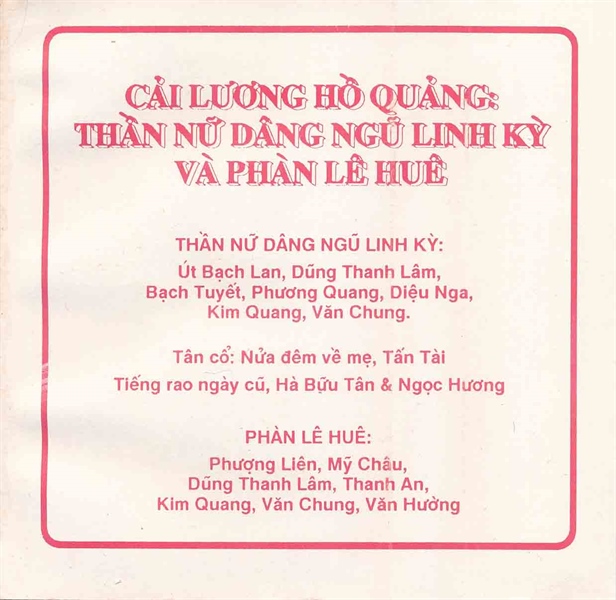 CẢI LƯƠNG HỒ QUẢNG:
THẦN NỮ DÂNG NGŨ LINH KỲ
VÀ PHÀN LÊ HUÊ
THẦN NỮ DÂNG NGŨ LINH KỲ:
Út Bạch Lan, Dũng Thanh Lâm,
Bạch Tuyết, Phương Quang, Diệu Nga,
Kim Quang, Văn Chung.
Tân cổ: Nửa đêm về mẹ, Tấn Tài
Tiếng rao ngày cũ, Hà Bửu Tân & Ngọc Hương
PHÀN LÊ HUÊ:
Phượng Liên, Mỹ Châu,
Dũng Thanh Lâm, Thanh An,
Kim Quang, Văn Chung, Văn Hường